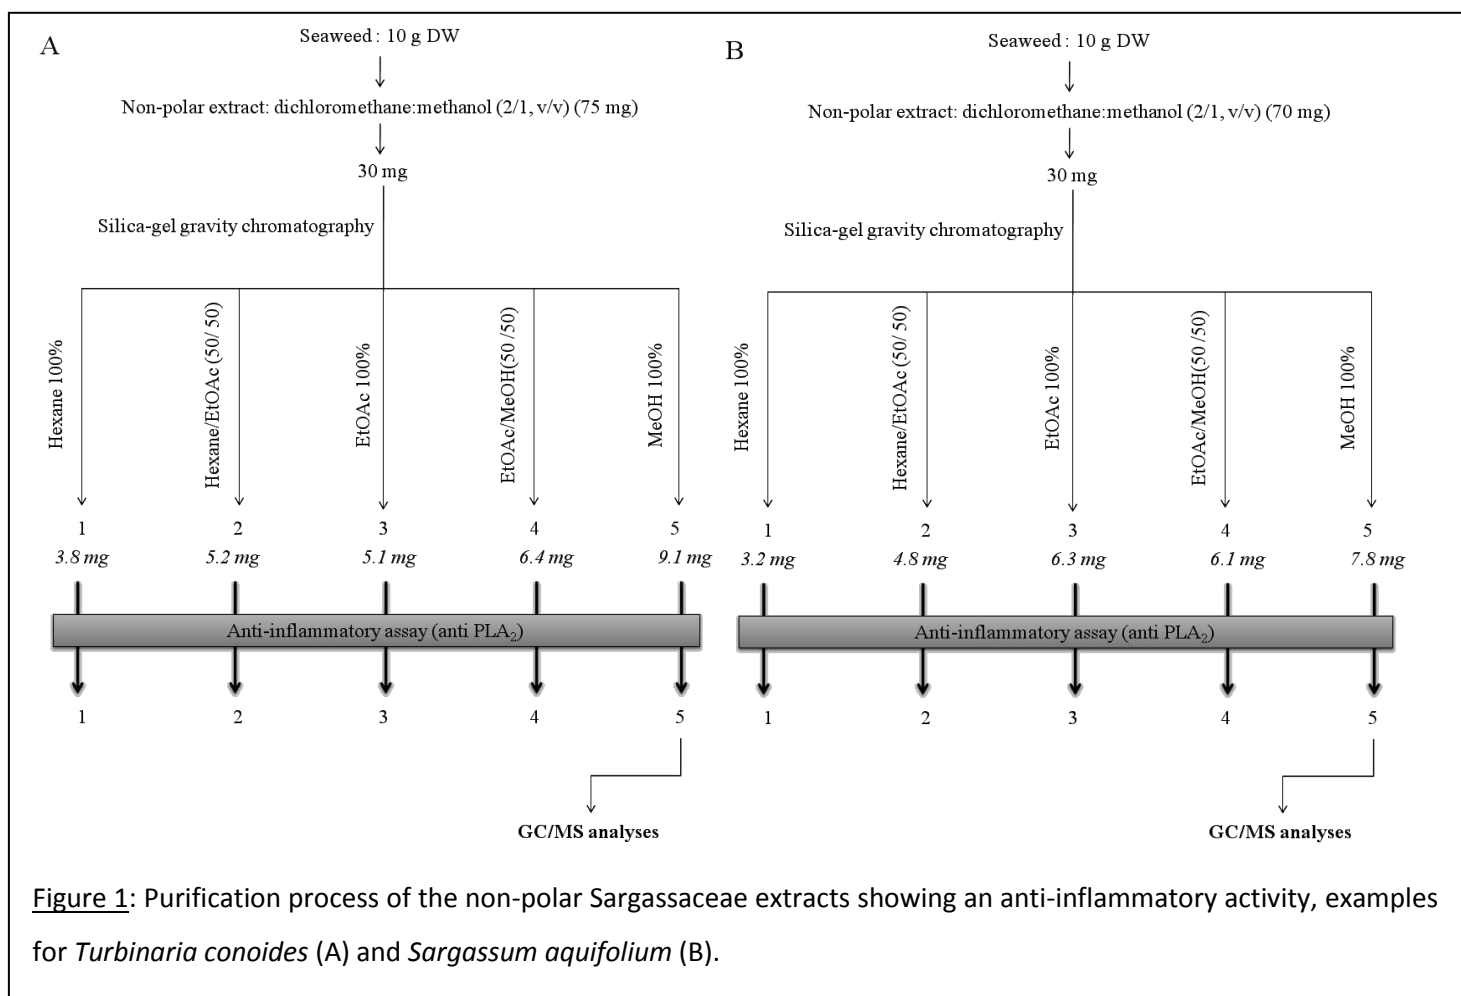 A
Seaweed : 10 g DW
Non-polar extract: dichloromethane:methanol (2/1, v/v) (75 mg)
30 mg
Silica-gel gravity chromatography
Hexane 100%
Hexane/EtOAc (50/ 50)
EtOAc 100%
EtOAc/MeOH(50 /50)
MeOH 100%
1 2 3 4 5
3.8 mg 5.2 mg 5.1 mg 6.4 mg 9.1 mg
Anti-inflammatory assay (anti PLA₂)
1 2 3 4 5
GC/MS analyses
B
Seaweed : 10 g DW
Non-polar extract: dichloromethane:methanol (2/1, v/v) (70 mg)
30 mg
Silica-gel gravity chromatography
Hexane 100%
Hexane/EtOAc (50/ 50)
EtOAc 100%
EtOAc/MeOH(50 /50)
MeOH 100%
1 2 3 4 5
3.2 mg 4.8 mg 6.3 mg 6.1 mg 7.8 mg
Anti-inflammatory assay (anti PLA₂)
1 2 3 4 5
GC/MS analyses
Figure 1: Purification process of the non-polar Sargassaceae extracts showing an anti-inflammatory activity, examples
for Turbinaria conoides (A) and Sargassum aquifolium (B).